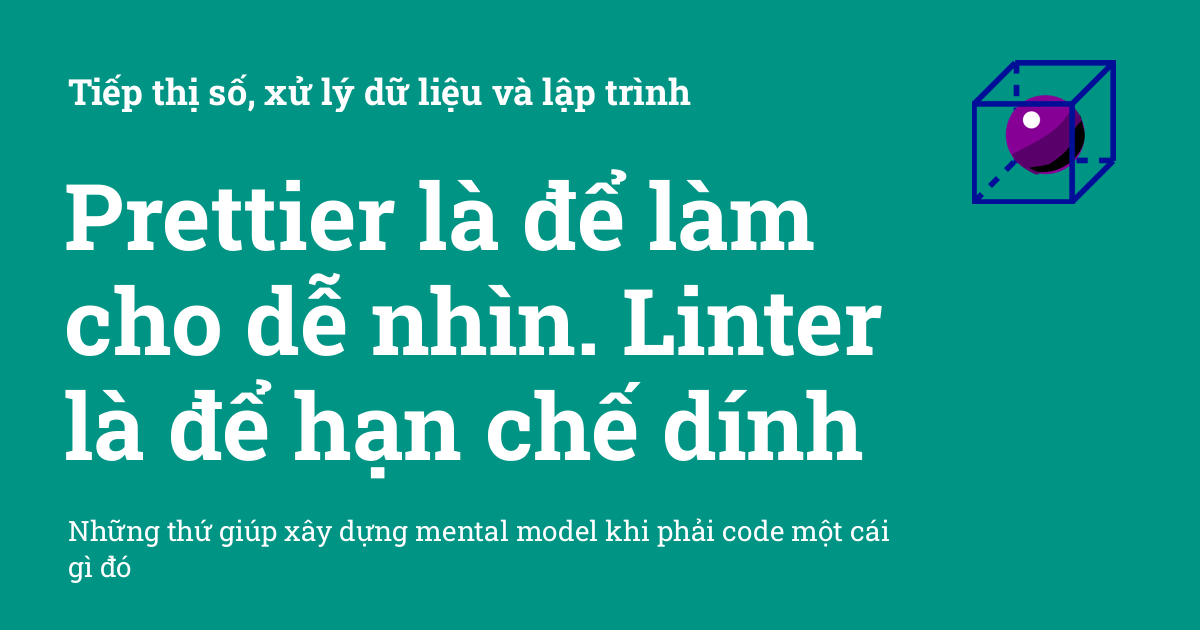 Tiếp thị số, xử lý dữ liệu và lập trình
Prettier là để làm
cho dễ nhìn. Linter
là để hạn chế dính
Những thứ giúp xây dựng mental model khi phải code một cái
gì đó